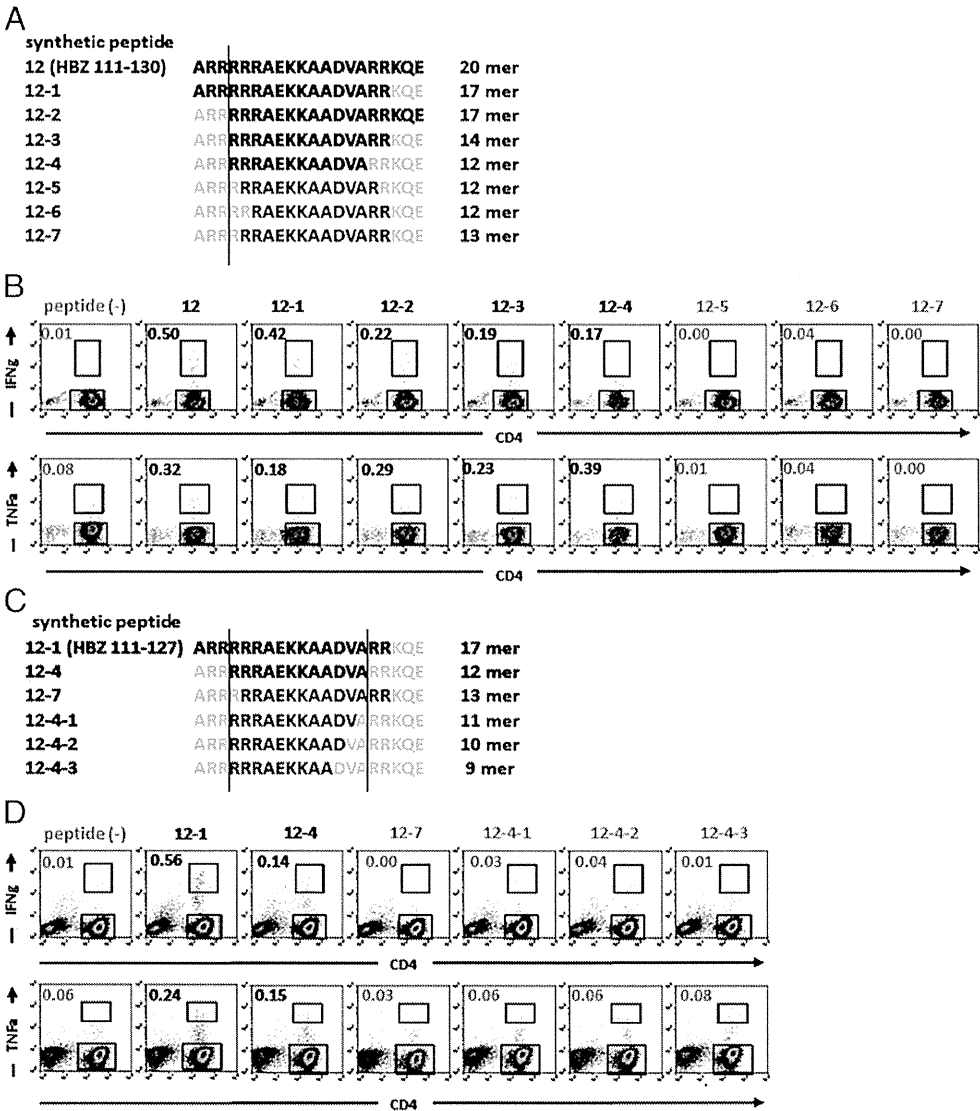 A
synthetic peptide
12 (HBZ 111-130) ARRRRRAEKKAADVARRKQE 20 mer
12-1 ARRRRRAEKKAADVARRKQE 17 mer
12-2 ARRRRRAEKKAADVARRKQE 17 mer
12-3 ARRRRRAEKKAADVARRKQE 14 mer
12-4 ARRRRRAEKKAADVARRKQE 12 mer
12-5 ARRRRRAEKKAADVARRKQE 12 mer
12-6 ARRRRRAEKKAADVARRKQE 12 mer
12-7 ARRRRRAEKKAADVARRKQE 13 mer
B
peptide (-) 12 12-1 12-2 12-3 12-4 12-5 12-6 12-7
IFNg
0.01 0.50 0.42 0.22 0.19 0.17 0.00 0.04 0.00
CD4
TNFa
0.08 0.32 0.18 0.29 0.23 0.39 0.01 0.04 0.00
CD4
C
synthetic peptide
12-1 (HBZ 111-127) ARRRRRAEKKAADVARRKQE 17 mer
12-4 ARRRRRAEKKAADVARRKQE 12 mer
12-7 ARRRRRAEKKAADVARRKQE 13 mer
12-4-1 ARRRRRAEKKAADVARRKQE 11 mer
12-4-2 ARRRRRAEKKAADVARRKQE 10 mer
12-4-3 ARRRRRAEKKAADVARRKQE 9 mer
D
peptide (-) 12-1 12-4 12-7 12-4-1 12-4-2 12-4-3
IFNg
0.01 0.56 0.14 0.00 0.03 0.04 0.01
CD4
TNFa
0.06 0.24 0.15 0.03 0.06 0.06 0.08
CD4